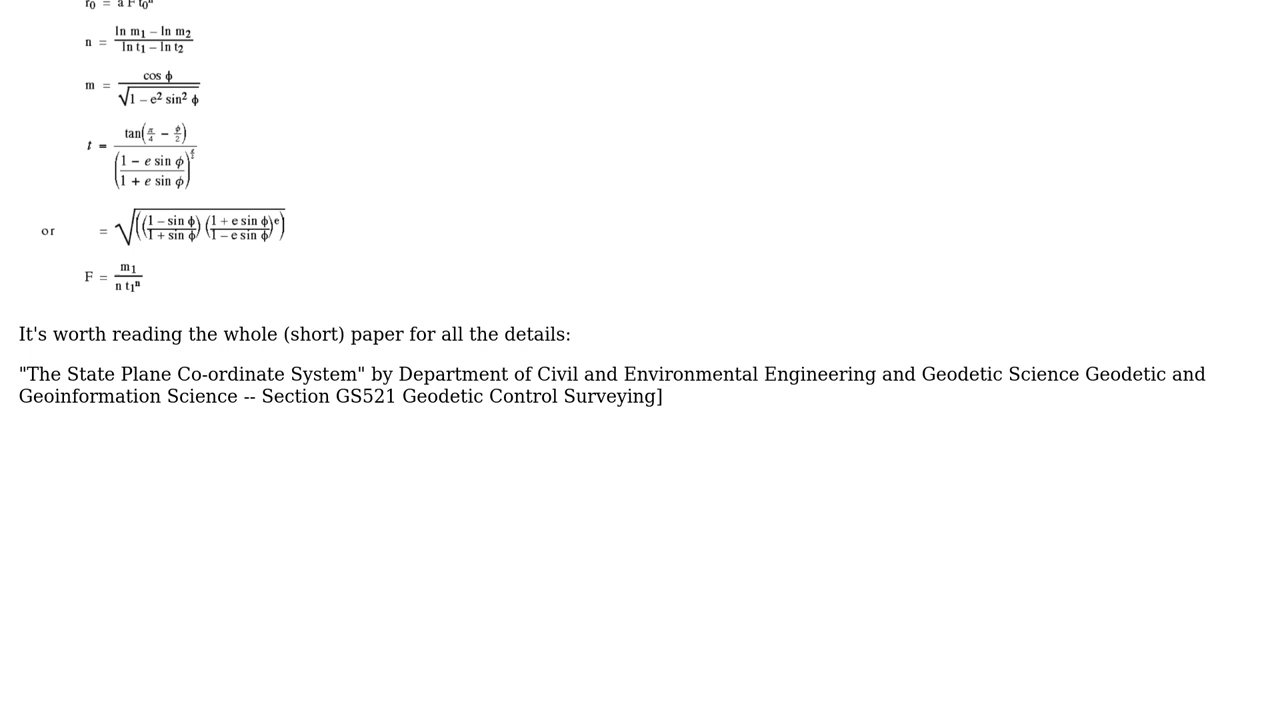 r₀ = a F t₀ⁿ
n = (ln m₁ – ln m₂) / (ln t₁ – ln t₂)
m = cos ϕ / √(1 – e² sin² ϕ)
t = tan(π/4 − ϕ/2) / ((1 − e sin ϕ) / (1 + e sin ϕ))^(e/2)
or = √(((1 – sin ϕ) / (1 + sin ϕ)) ((1 + e sin ϕ) / (1 – e sin ϕ))ᵉ)
F = m₁ / (n t₁ⁿ)
It's worth reading the whole (short) paper for all the details:
"The State Plane Co-ordinate System" by Department of Civil and Environmental Engineering and Geodetic Science Geodetic and
Geoinformation Science -- Section GS521 Geodetic Control Surveying]